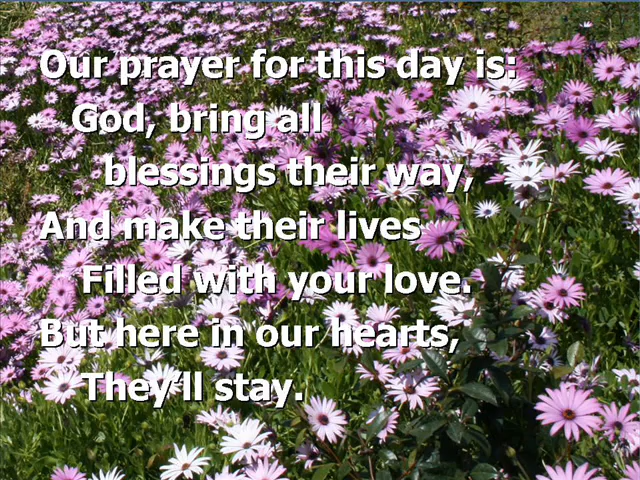 Our prayer for this day is:
God, bring all
blessings their way,
And make their lives
Filled with your love.
But here in our hearts,
They'll stay.